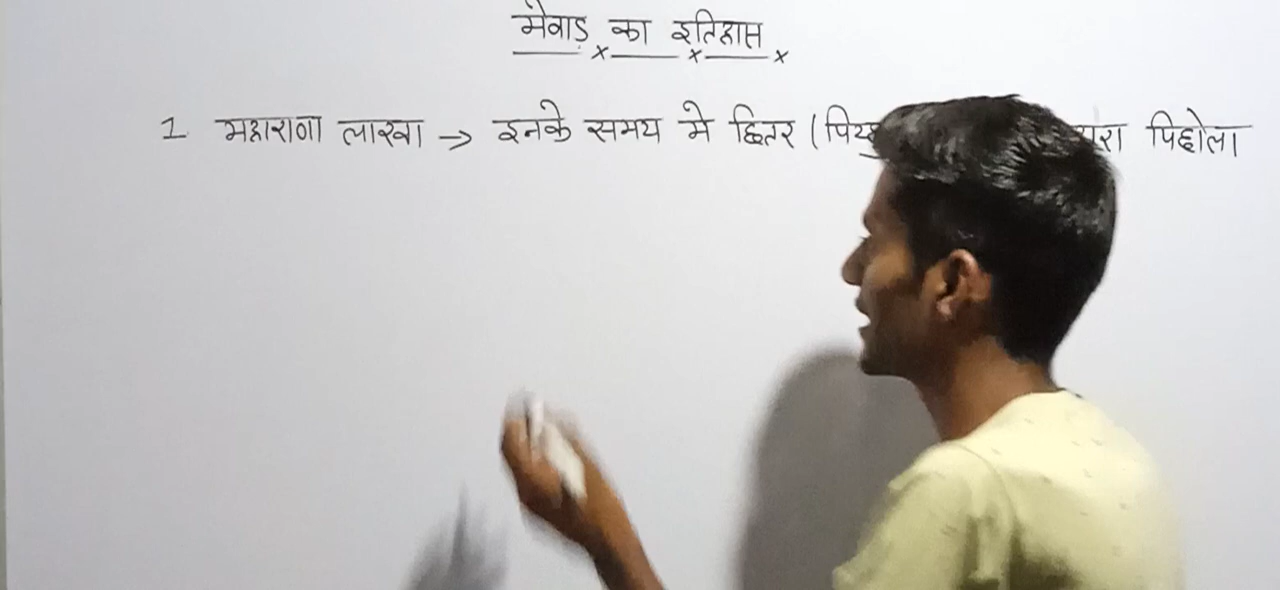 मेवाड़ का इतिहास
1 महाराणा लाखा → इनके समय मे छितर ( पिछोला